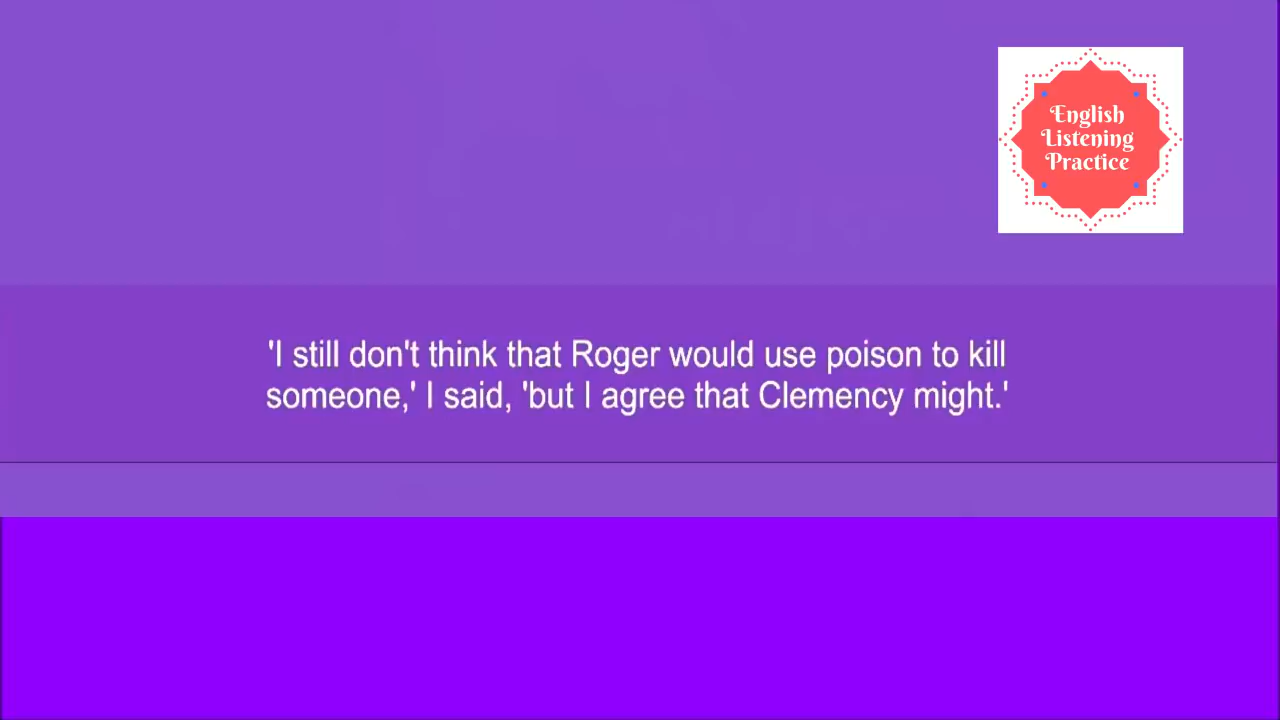 English
Listening
Practice
'I still don't think that Roger would use poison to kill
someone,' I said, 'but I agree that Clemency might.'